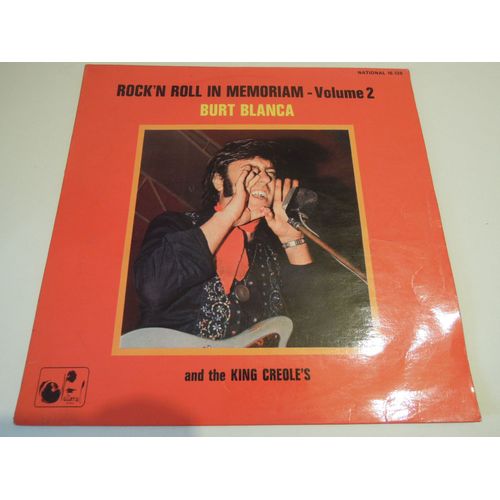 NATIONAL
ROCK'N ROLL IN MEMORIAM - Volume 2
BURT BLANCA
and the KING CREOLE'S